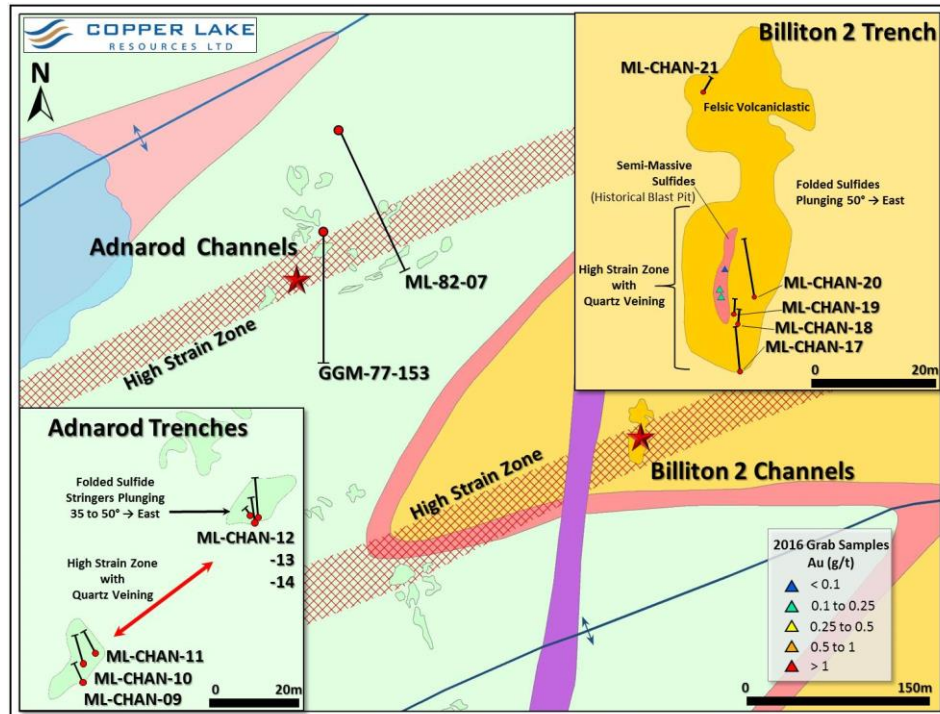 COPPER LAKE
RESOURCES LTD
N
Adnarod Channels
High Strain Zone
ML-82-07
GGM-77-153
High Strain Zone
Billiton 2 Channels
Billiton 2 Trench
ML-CHAN-21
Felsic Volcaniclastic
Semi-Massive
Sulfides
(Historical Blast Pit)
Folded Sulfides
Plunging 50° → East
High Strain Zone
with
Quartz Veining
ML-CHAN-20
ML-CHAN-19
ML-CHAN-18
ML-CHAN-17
0 20m
Adnarod Trenches
Folded Sulfide
Stringers Plunging
35 to 50° → East
ML-CHAN-12
-13
-14
High Strain Zone
with
Quartz Veining
ML-CHAN-11
ML-CHAN-10
ML-CHAN-09
0 20m
2016 Grab Samples
Au (g/t)
< 0.1
0.1 to 0.25
0.25 to 0.5
0.5 to 1
> 1
0 150m